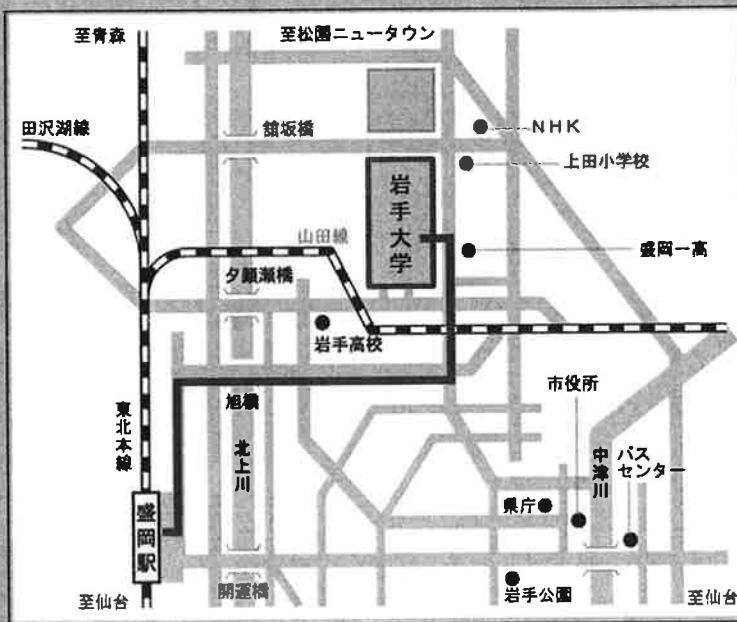 至青森
至松園ニュータウン
田沢湖線
舘坂橋
NHK
上田小学校
岩手大学
山田線
盛岡一高
夕顔瀬橋
岩手高校
旭橋
市役所
東北本線
北上川
中津川
バス
センター
県庁
盛岡駅
至仙台
開運橋
岩手公園
至仙台